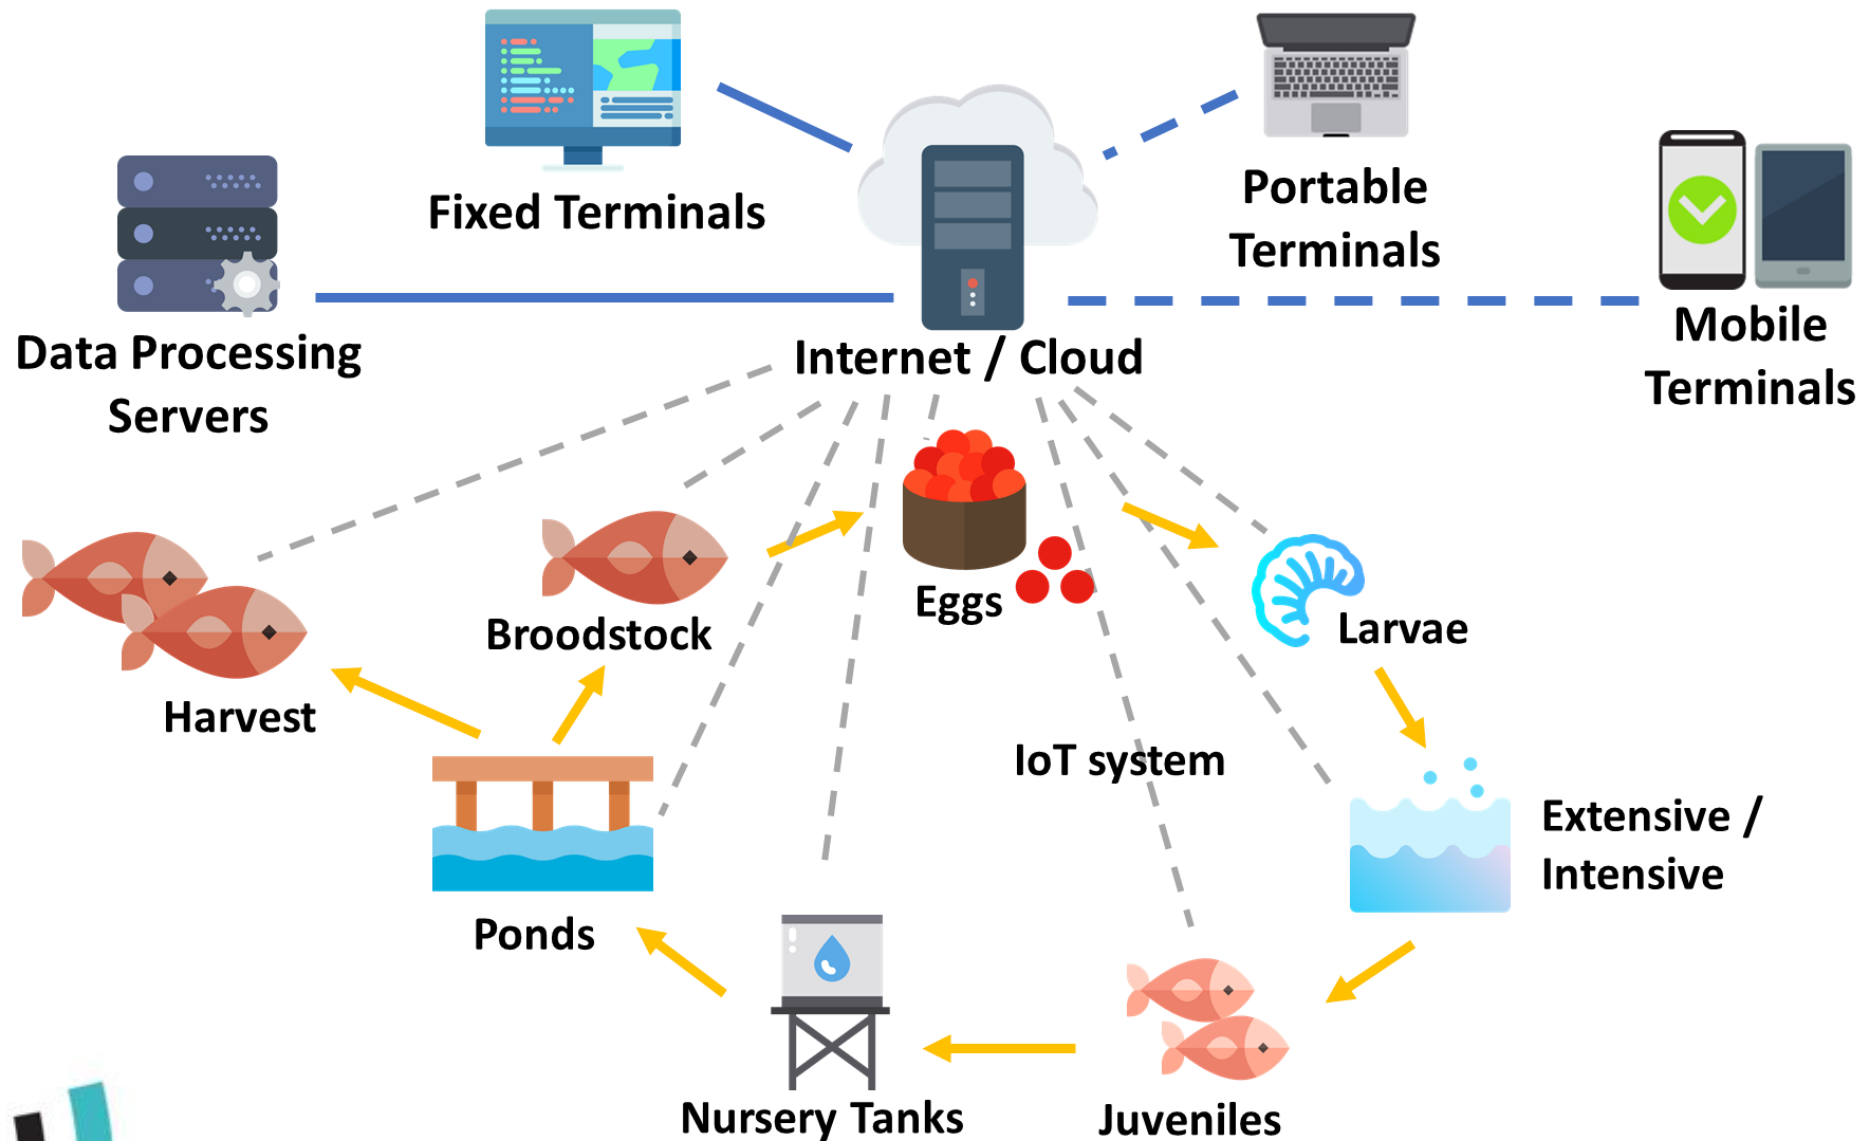 Fixed Terminals
Portable
Terminals
Data Processing
Servers
Internet / Cloud
Mobile
Terminals
Eggs
Broodstock
Larvae
Harvest
IoT system
Extensive /
Intensive
Ponds
Nursery Tanks
Juveniles